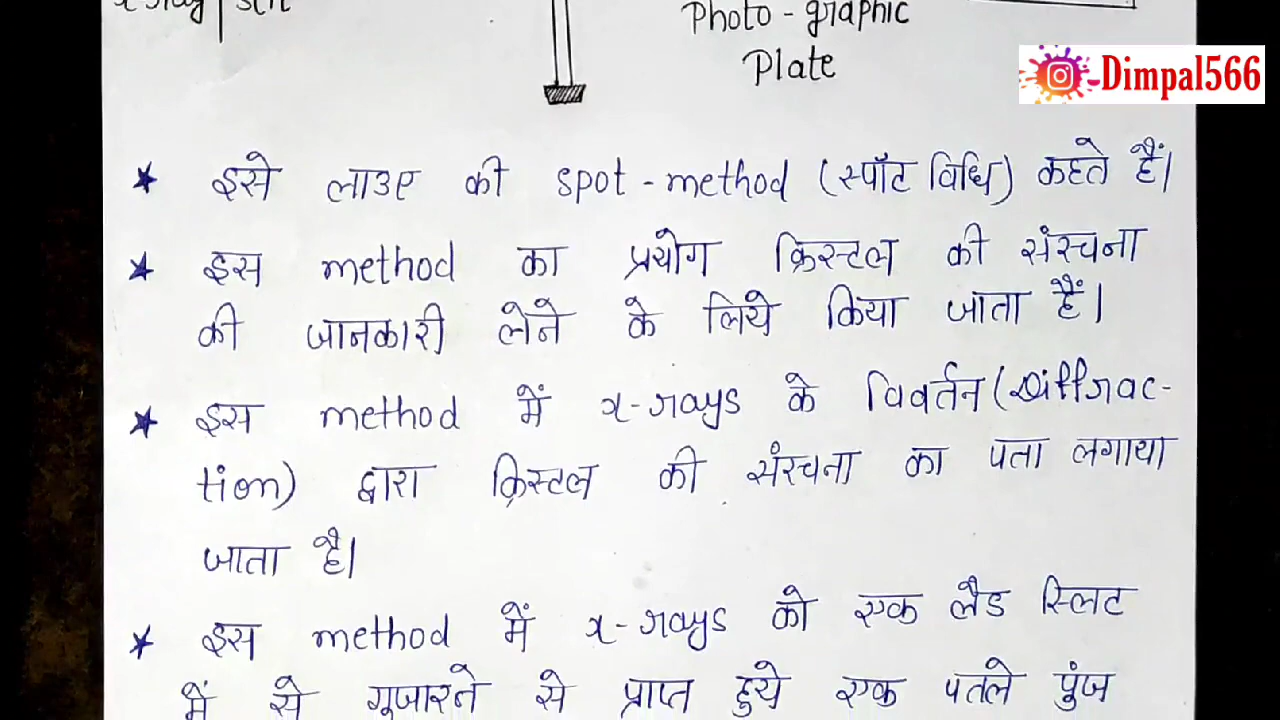 x-ray
Photo-graphic
Plate
-Dimpal566
★ इसे लाउए की spot-method (स्पॉट विधि) कहते हैं।
★ इस method का प्रयोग क्रिस्टल की संरचना
की जानकारी लेने के लिये किया जाता हैं।
★ इस method में x-rays के विवर्तन (Diffrac-
tion) द्वारा क्रिस्टल की संरचना का पता लगाया
जाता है।
★ इस method में x-rays को एक लैड स्लिट
में से गूजारने से प्राप्त हुये एक पतले पुंज